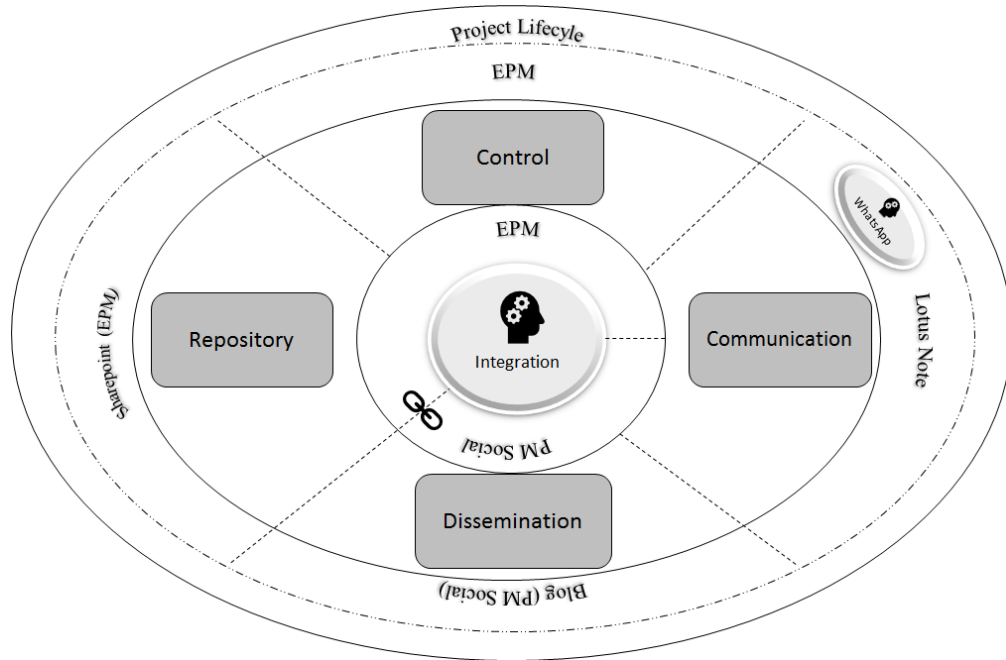 Project Lifecyle
EPM
Control
EPM
WhatsApp
Sharepoint (EPM)
Repository
Integration
Communication
Lotus Note
PM Social
Dissemination
Blog (PM Social)